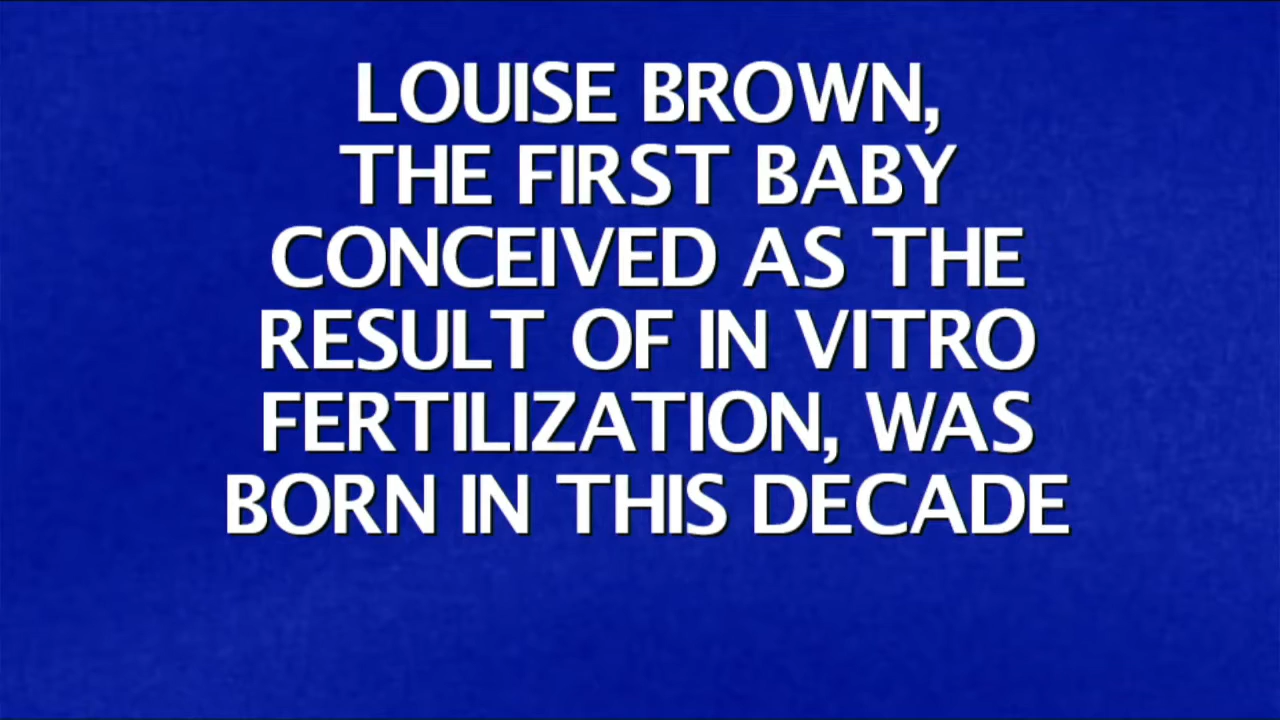 LOUISE BROWN,
THE FIRST BABY
CONCEIVED AS THE
RESULT OF IN VITRO
FERTILIZATION, WAS
BORN IN THIS DECADE